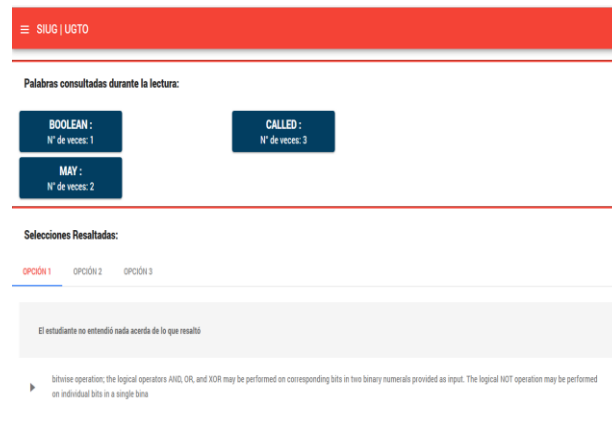 SIUG | UGTO
Palabras consultadas durante la lectura:
BOOLEAN :
N° de veces: 1
CALLED :
N° de veces: 3
MAY :
N° de veces: 2
Selecciones Resaltadas:
OPCIÓN 1 OPCIÓN 2 OPCIÓN 3
El estudiante no entendió nada acerca de lo que resaltó
bitwise operation; the logical operators AND, OR, and XOR may be performed on corresponding bits in two binary numerals provided as input. The logical NOT operation may be performed
on individual bits in a single bina